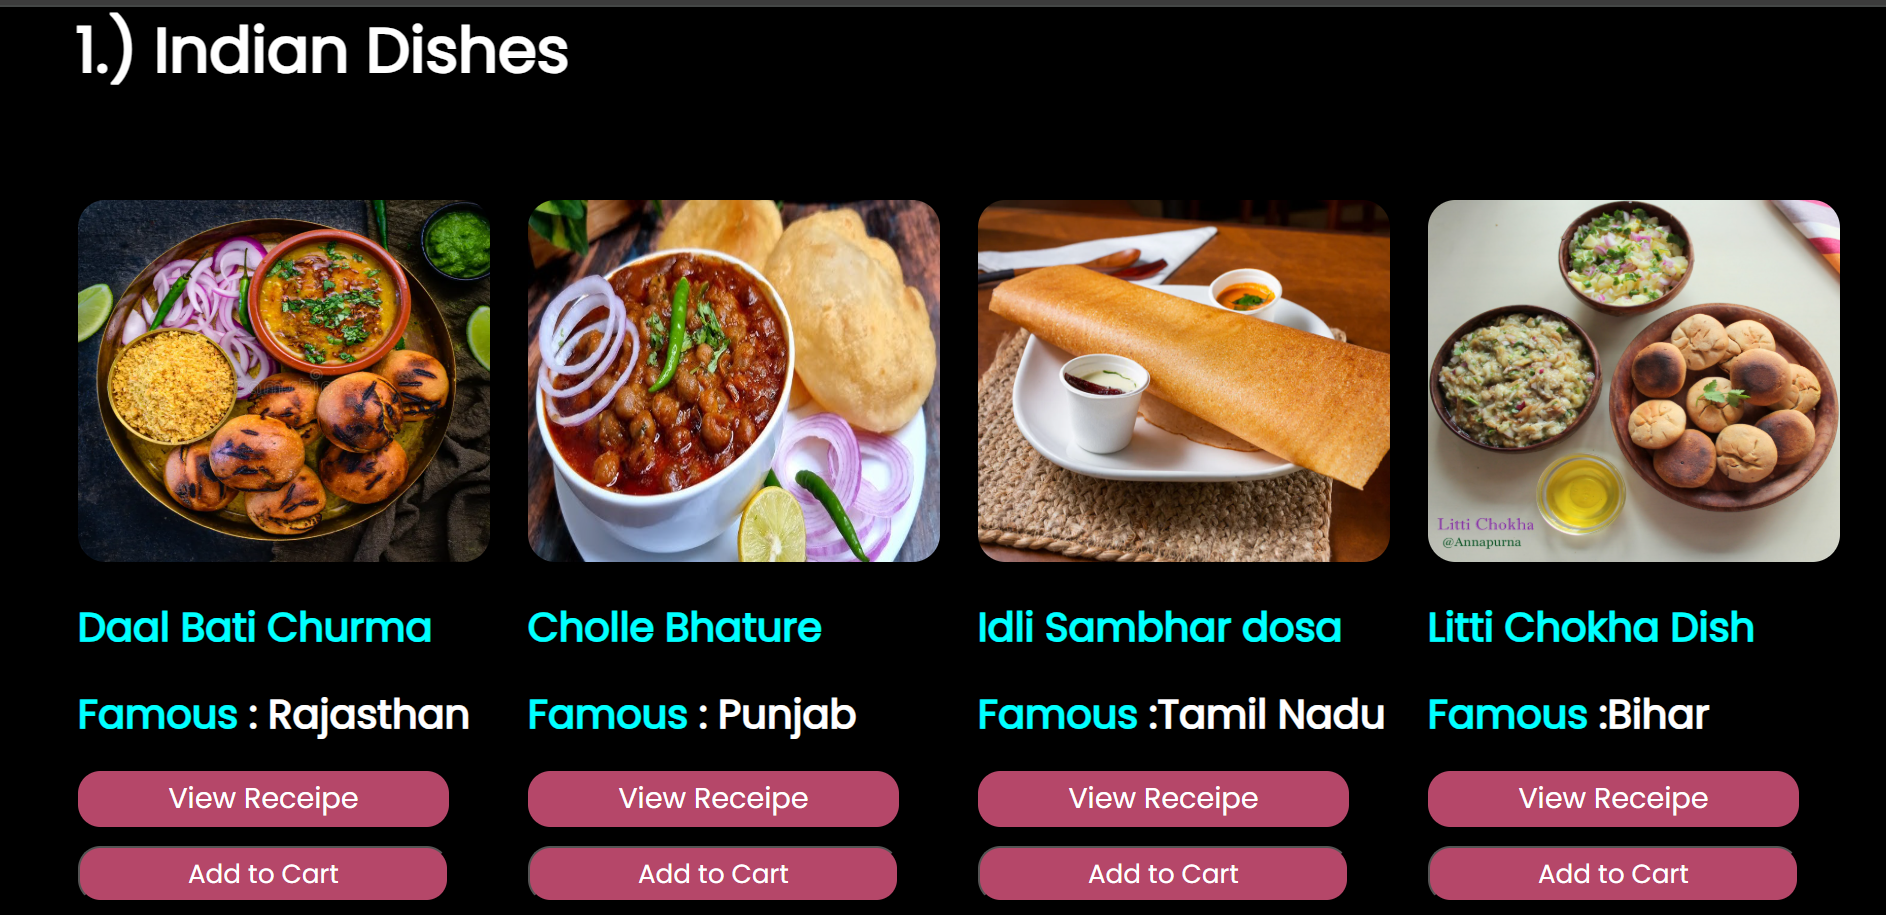 1.) Indian Dishes
Litti Chokha
@Annapurna
Daal Bati Churma
Cholle Bhature
Idli Sambhar dosa
Litti Chokha Dish
Famous : Rajasthan
Famous : Punjab
Famous :Tamil Nadu
Famous :Bihar
View Receipe
View Receipe
View Receipe
View Receipe
Add to Cart
Add to Cart
Add to Cart
Add to Cart